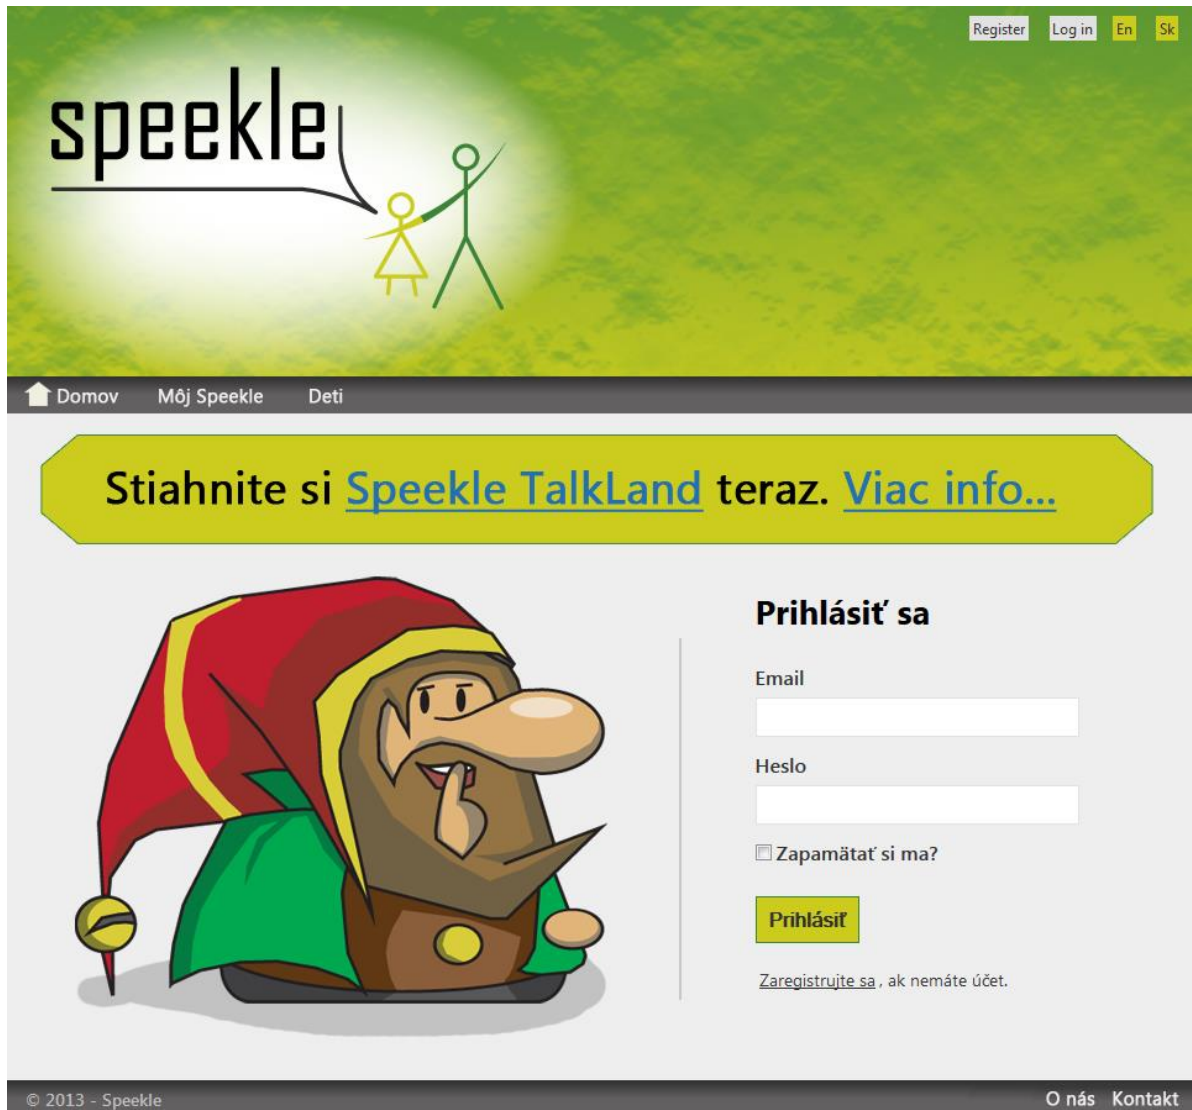 Register Log in En Sk
speekle
Domov Môj Speekle Deti
Stiahnite si Speekle TalkLand teraz. Viac info...
Prihlásiť sa
Email
Heslo
Zapamätať si ma?
Prihlásiť
Zaregistrujte sa , ak nemáte účet.
© 2013 - Speekle O nás Kontakt